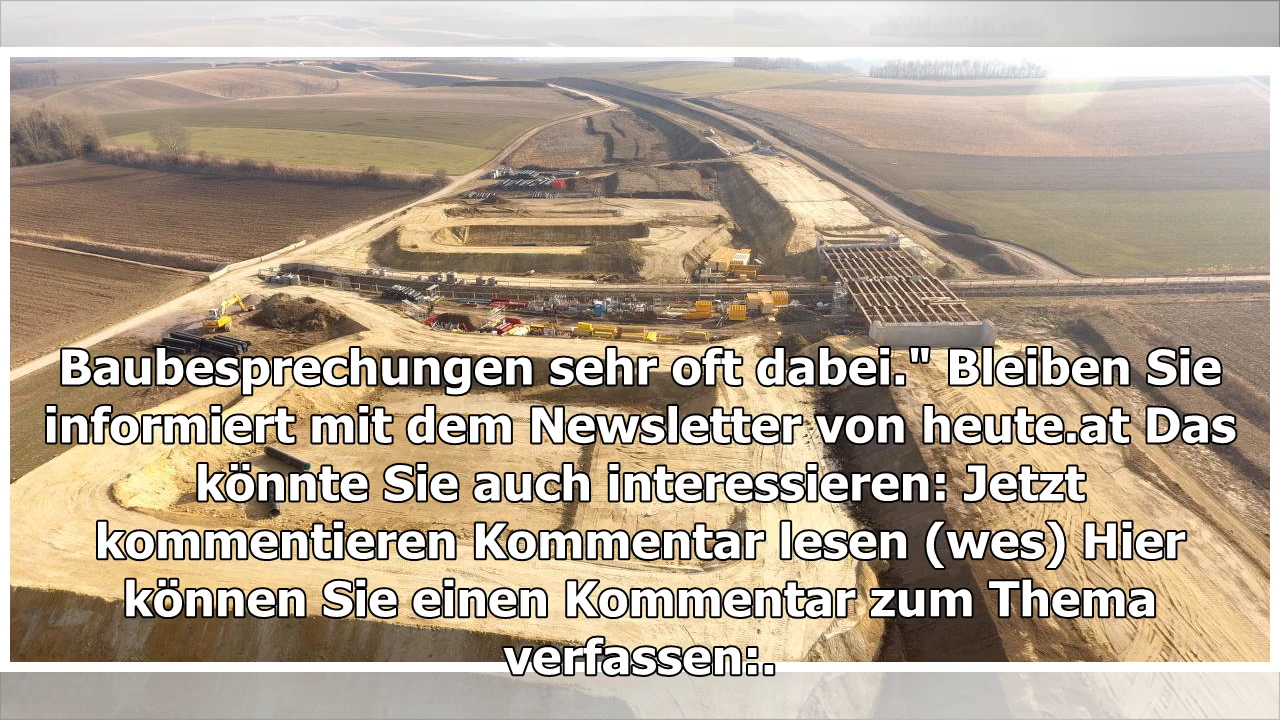 Baubesprechungen sehr oft dabei." Bleiben Sie
informiert mit dem Newsletter von heute.at Das
könnte Sie auch interessieren: Jetzt
kommentieren Kommentar lesen (wes) Hier
können Sie einen Kommentar zum Thema
verfassen:.